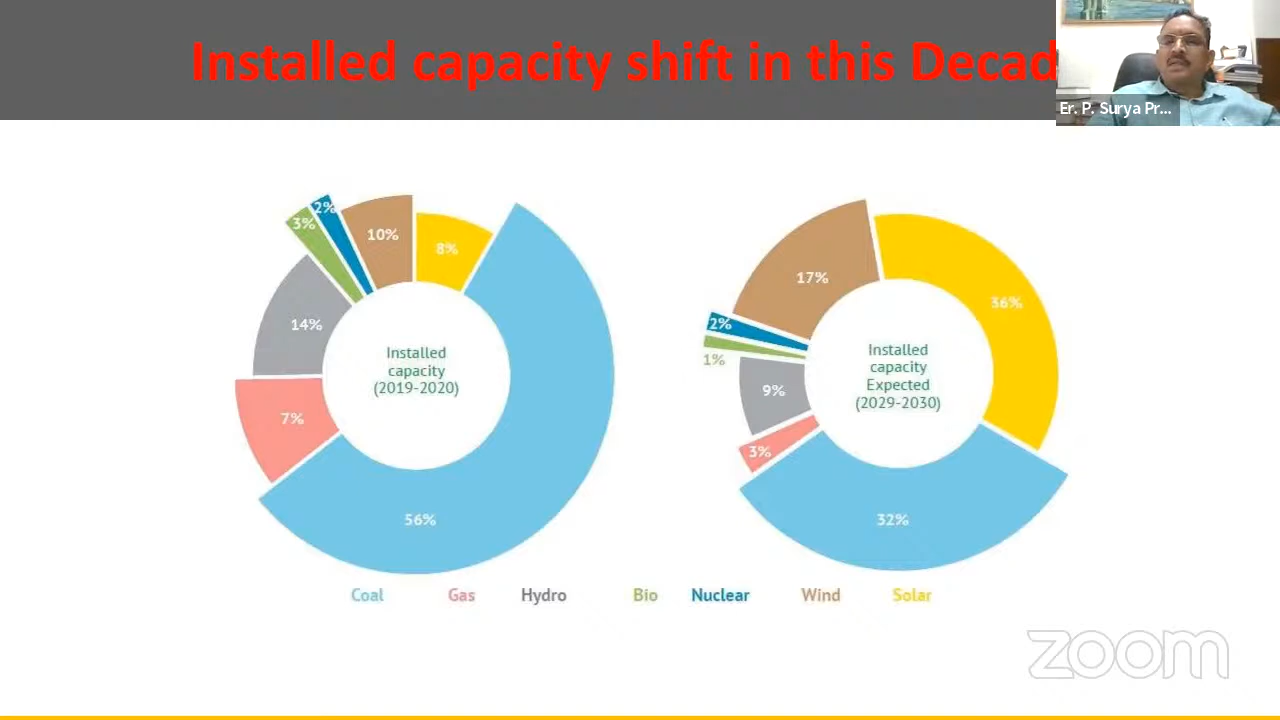 Installed capacity shift in this Decad
Er. P. Surya Pr...
2%
3%
10%
8%
14%
7%
56%
Installed
capacity
(2019-2020)
17%
36%
2%
1%
9%
3%
32%
Installed
capacity
Expected
(2029-2030)
Coal Gas Hydro Bio Nuclear Wind Solar
zoom